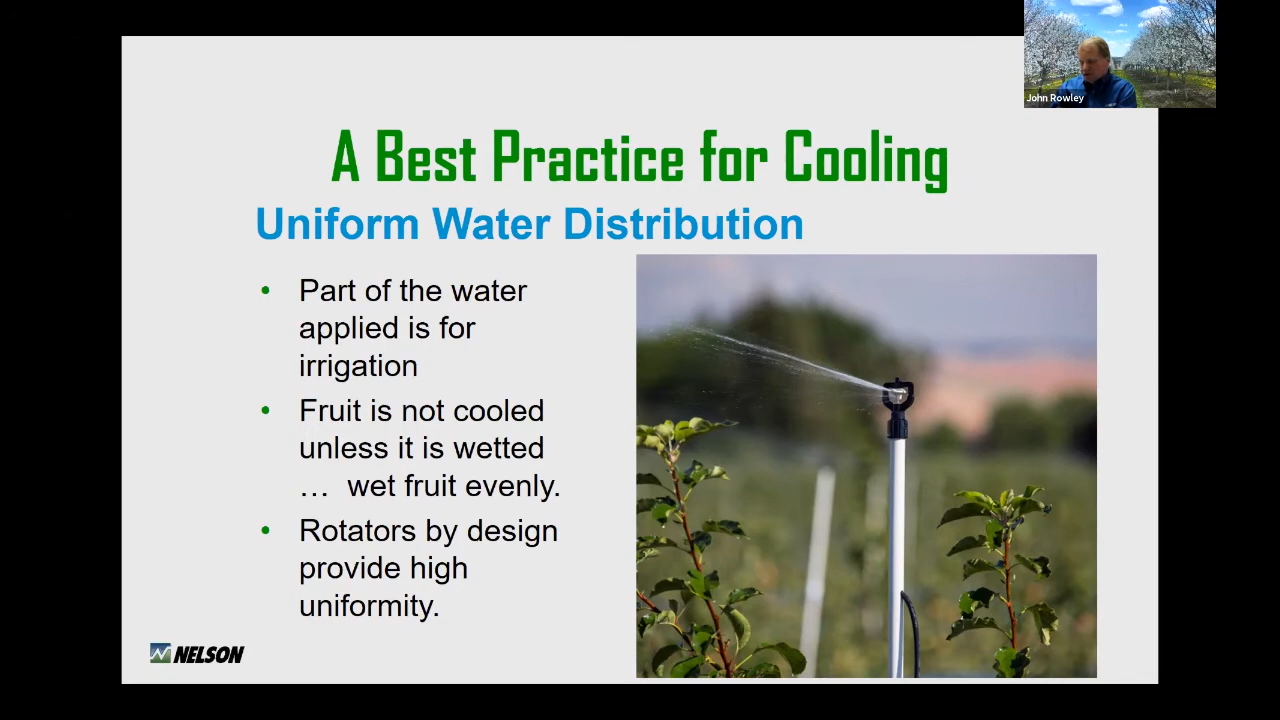 John Rowley
A Best Practice for Cooling
Uniform Water Distribution
• Part of the water
applied is for
irrigation
• Fruit is not cooled
unless it is wetted
… wet fruit evenly.
• Rotators by design
provide high
uniformity.
NELSON